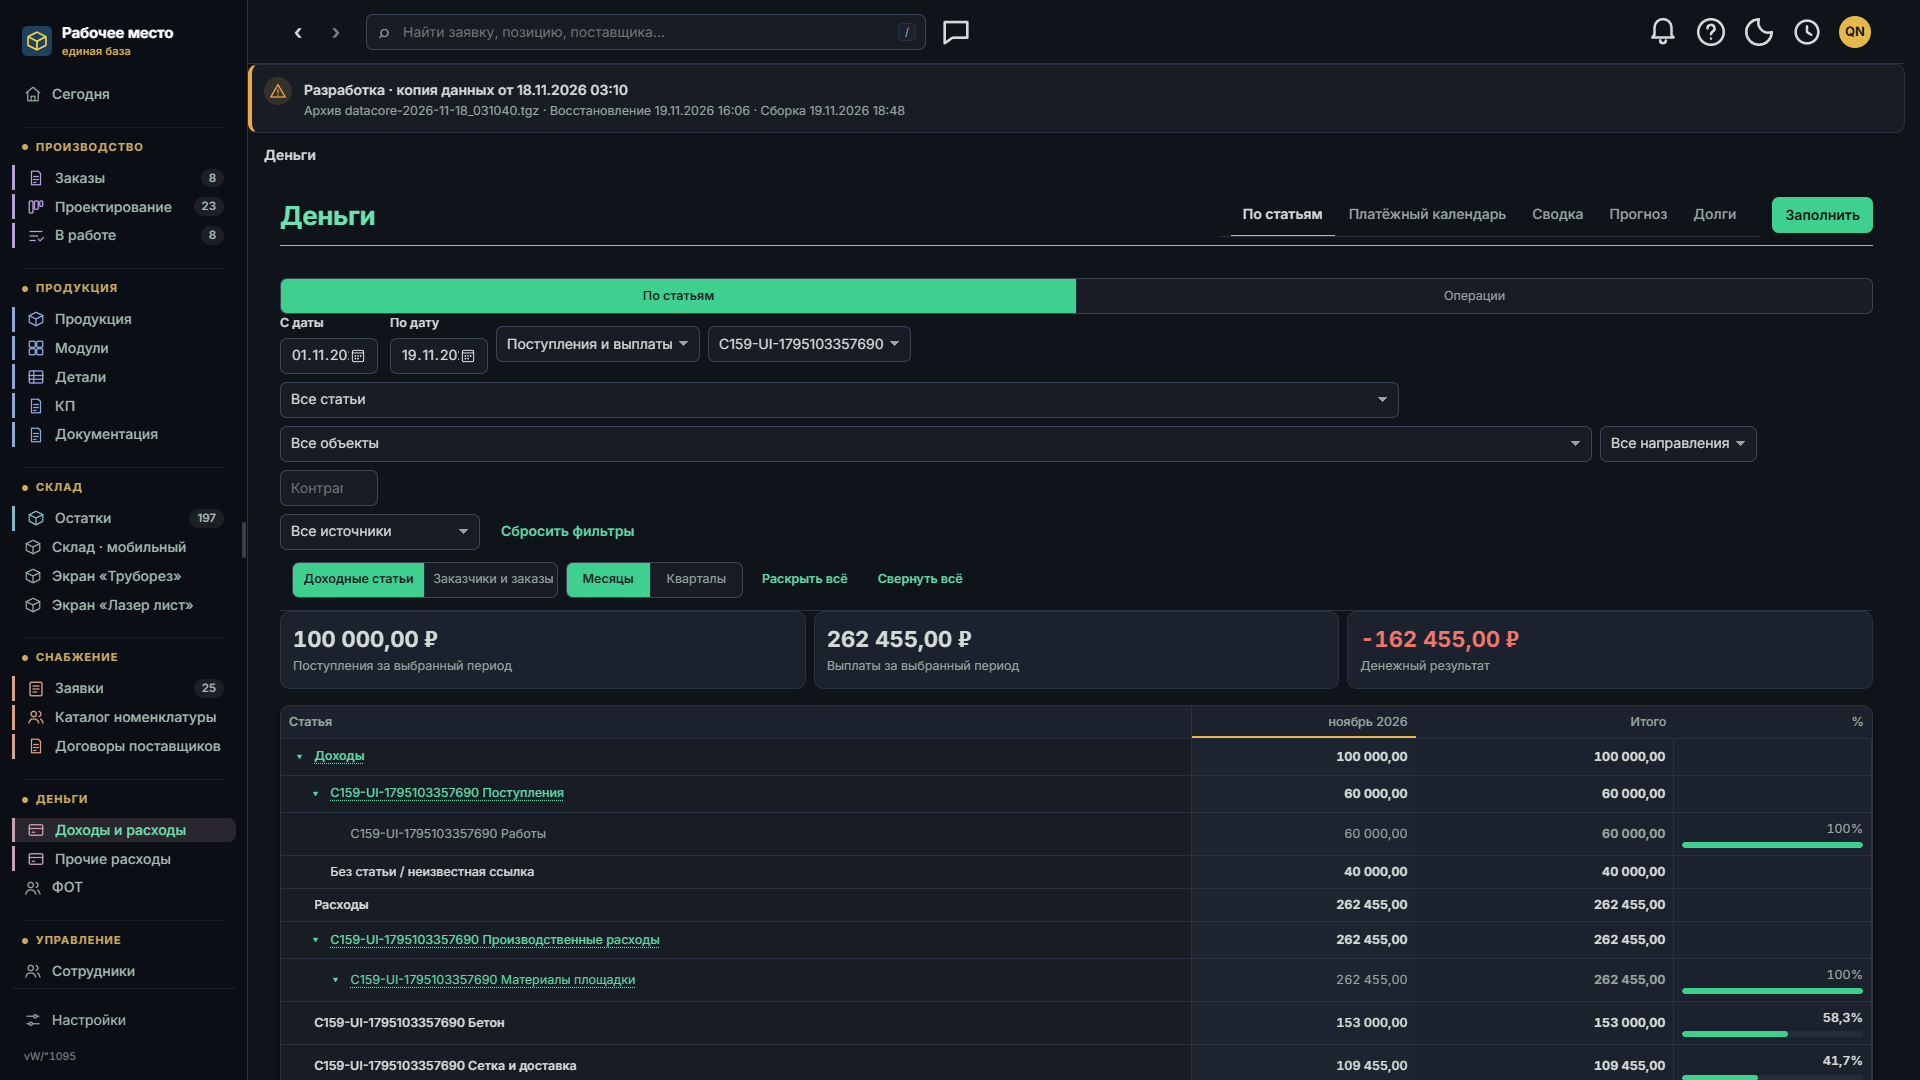 Рабочее место
единая база
Сегодня
ПРОИЗВОДСТВО
Заказы 8
Проектирование 23
В работе 8
ПРОДУКЦИЯ
Продукция
Модули
Детали
КП
Документация
СКЛАД
Остатки 197
Склад · мобильный
Экран «Труборез»
Экран «Лазер лист»
СНАБЖЕНИЕ
Заявки 25
Каталог номенклатуры
Договоры поставщиков
ДЕНЬГИ
Доходы и расходы
Прочие расходы
ФОТ
УПРАВЛЕНИЕ
Сотрудники
Настройки
vW/"1095
Найти заявку, позицию, поставщика... /
QN
Разработка · копия данных от 18.11.2026 03:10
Архив datacore-2026-11-18_031040.tgz · Восстановление 19.11.2026 16:06 · Сборка 19.11.2026 18:48
Деньги
Деньги
По статьям Платёжный календарь Сводка Прогноз Долги Заполнить
По статьям Операции
С даты По дату
01.11.20 19.11.20 Поступления и выплаты C159-UI-1795103357690
Все статьи
Все объекты Все направления
Контраг
Все источники Сбросить фильтры
Доходные статьи Заказчики и заказы Месяцы Кварталы Раскрыть всё Свернуть всё
100 000,00 ₽ 262 455,00 ₽ -162 455,00 ₽
Поступления за выбранный период Выплаты за выбранный период Денежный результат
Статья ноябрь 2026 Итого %
Доходы 100 000,00 100 000,00
C159-UI-1795103357690 Поступления 60 000,00 60 000,00
C159-UI-1795103357690 Работы 60 000,00 60 000,00 100%
Без статьи / неизвестная ссылка 40 000,00 40 000,00
Расходы 262 455,00 262 455,00
C159-UI-1795103357690 Производственные расходы 262 455,00 262 455,00
C159-UI-1795103357690 Материалы площадки 262 455,00 262 455,00 100%
C159-UI-1795103357690 Бетон 153 000,00 153 000,00 58,3%
C159-UI-1795103357690 Сетка и доставка 109 455,00 109 455,00 41,7%